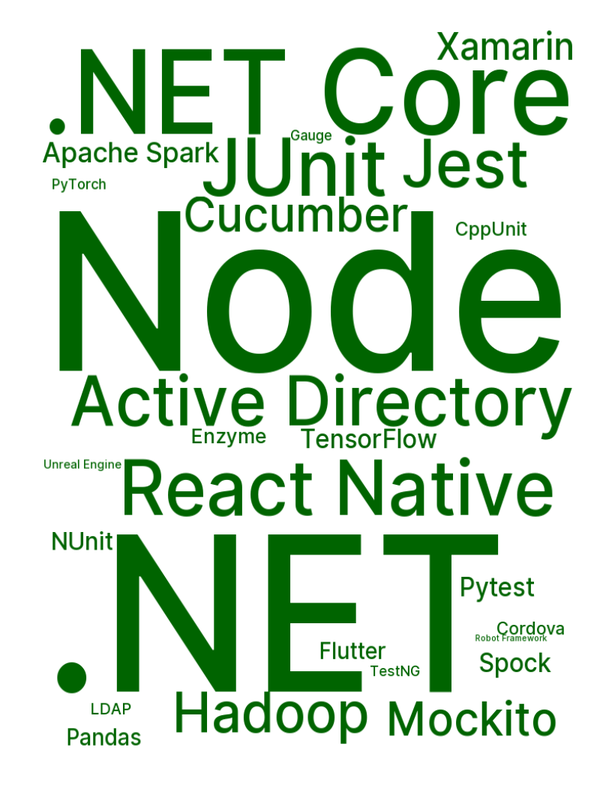 Xamarin
.NET Core
Gauge
Apache Spark
JUnit
Jest
PyTorch
Cucumber
CppUnit
Node
Active Directory
Enzyme
TensorFlow
Unreal Engine
React Native
NUnit
.NET
Pytest
Cordova
Robot Framework
Flutter
Spock
TestNG
LDAP
Hadoop
Mockito
Pandas